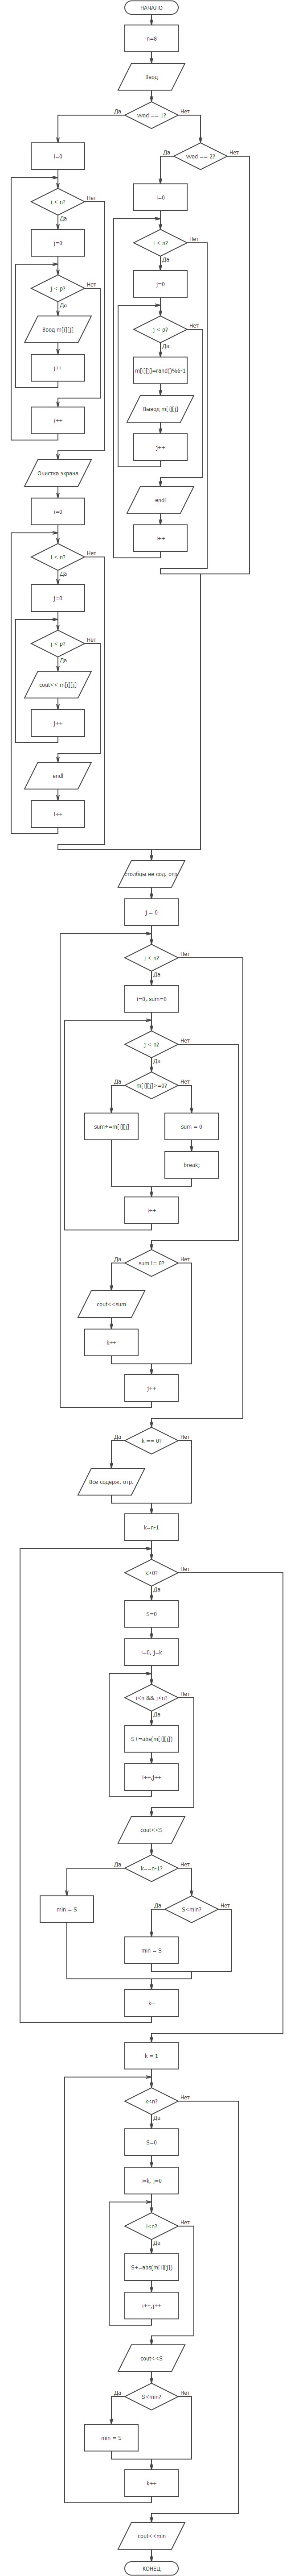 НАЧАЛО
n=8
Ввод
vvod == 1?
Да
Нет
i=0
i < n?
Нет
Да
j=0
j < p?
Нет
Да
Ввод m[i][j]
j++
i++
Очистка экрана
i=0
i < n?
Нет
Да
j=0
j < p?
Нет
Да
cout<< m[i][j]
j++
endl
i++
vvod == 2?
Да
Нет
i=0
i < n?
Нет
Да
j=0
j < p?
Нет
Да
m[i][j]=rand()%6-1
Вывод m[i][j]
j++
endl
i++
столбцы не сод. отр.
j = 0
j < n?
Нет
Да
i=0, sum=0
j < n?
Нет
Да
m[i][j]>=0?
Да
Нет
sum+=m[i][j]
sum = 0
break;
i++
sum != 0?
Да
Нет
cout<<sum
k++
j++
k == 0?
Да
Нет
Все содерж. отр.
k=n-1
k>0?
Нет
Да
S=0
i=0, j=k
i<n && j<n?
Нет
Да
S+=abs(m[i][j])
i++,j++
cout<<S
k==n-1?
Да
Нет
min = S
S<min?
Да
Нет
min = S
k--
k = 1
k<n?
Нет
Да
S=0
i=k, j=0
i<n?
Нет
Да
S+=abs(m[i][j])
i++,j++
cout<<S
S<min?
Да
Нет
min = S
k++
cout<<min
КОНЕЦ